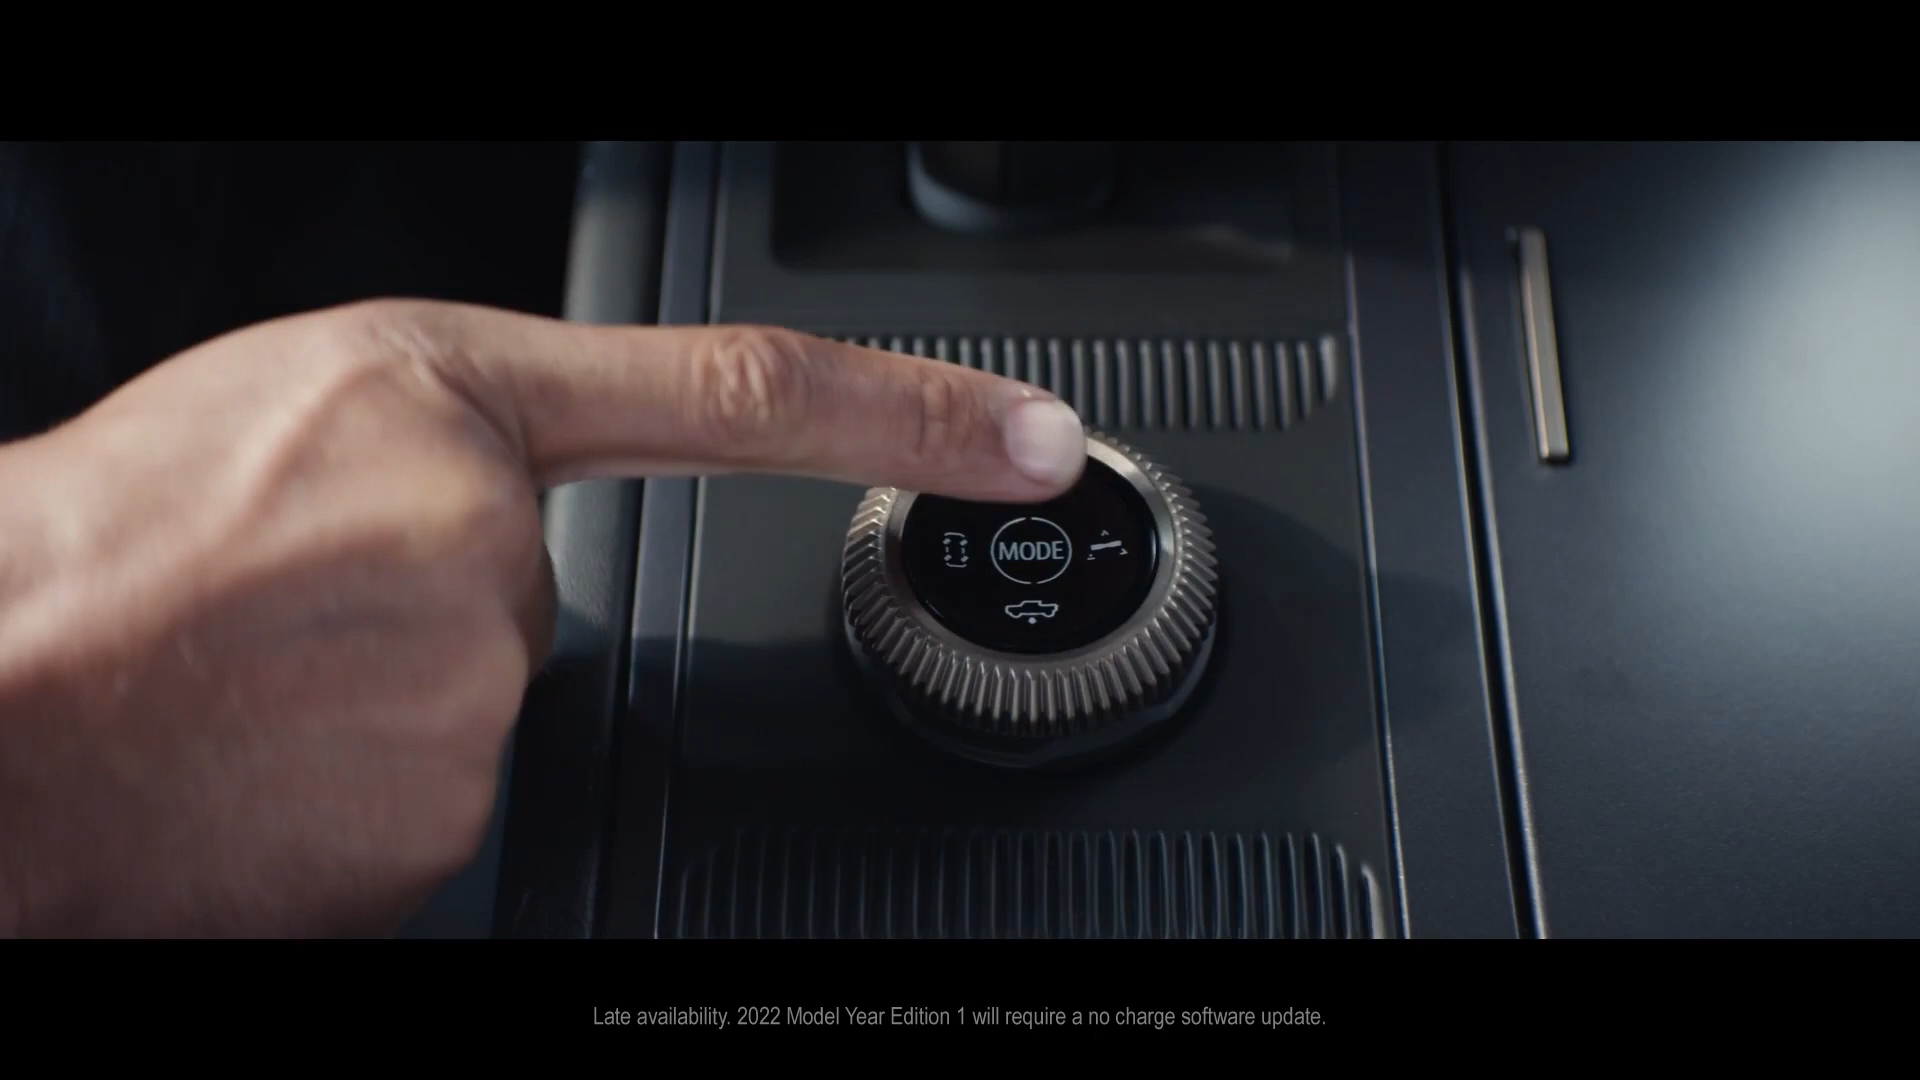 MODE
Late availability. 2022 Model Year Edition 1 will require a no charge software update.